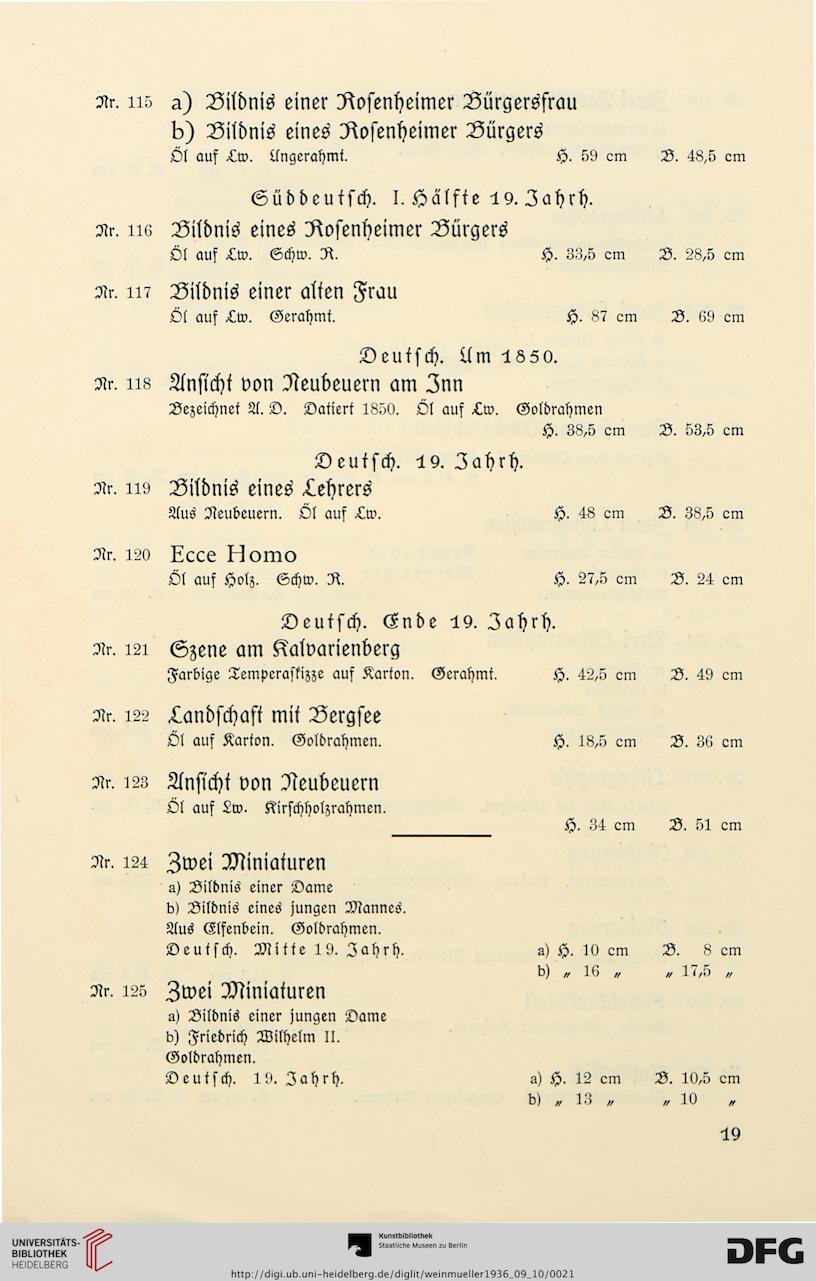 Nr. 115 a) Bildnis einer Rosenheimer Bürgersfrau
b) Bildnis eines Rosenheimer Bürgers
Öl auf Lw. Ungerahmt. H. 59 cm B. 48,5 cm
Süddeutsch. I. Hälfte 19. Jahrh.
Nr. 116 Bildnis eines Rosenheimer Bürgers
Öl auf Lw. Schw. R. H. 33,5 cm B. 28,5 cm
Nr. 117 Bildnis einer alten Frau
Öl auf Lw. Gerahmt. H. 87 cm B. 69 cm
Deutsch. Um 1850.
Nr. 118 Ansicht von Neubeuern am Inn
Bezeichnet A. D. Datiert 1850. Öl auf Lw. Goldrahmen
H. 38,5 cm B. 53,5 cm
Deutsch. 19. Jahrh.
Nr. 119 Bildnis eines Lehrers
Aus Neubeuern. Öl auf Lw. H. 48 cm B. 38,5 cm
Nr. 120 Ecce Homo
Öl auf Holz. Schw. R. H. 27,5 cm B. 24 cm
Deutsch. Ende 19. Jahrh.
Nr. 121 Szene am Kalvarienberg
Farbige Temperaskizze auf Karton. Gerahmt. H. 42,5 cm B. 49 cm
Nr. 122 Landschaft mit Bergsee
Öl auf Karton. Goldrahmen. H. 18,5 cm B. 36 cm
Nr. 123 Ansicht von Neubeuern
Öl auf Lw. Kirschholzrahmen.
H. 34 cm B. 51 cm
Nr. 124 Zwei Miniaturen
a) Bildnis einer Dame
b) Bildnis eines jungen Mannes.
Aus Elfenbein. Goldrahmen.
Deutsch. Mitte 19. Jahrh. a) H. 10 cm B. 8 cm
b) „ 16 „ „ 17,5 „
Nr. 125 Zwei Miniaturen
a) Bildnis einer jungen Dame
b) Friedrich Wilhelm II.
Goldrahmen.
Deutsch. 19. Jahrh. a) H. 12 cm B. 10,5 cm
b) „ 13 „ „ 10 „
19
UNIVERSITÄTS-
BIBLIOTHEK
HEIDELBERG
Kunstbibliothek
Staatliche Museen zu Berlin
DFG
http://digi.ub.uni-heidelberg.de/diglit/weinmueller1936_09_10/0021